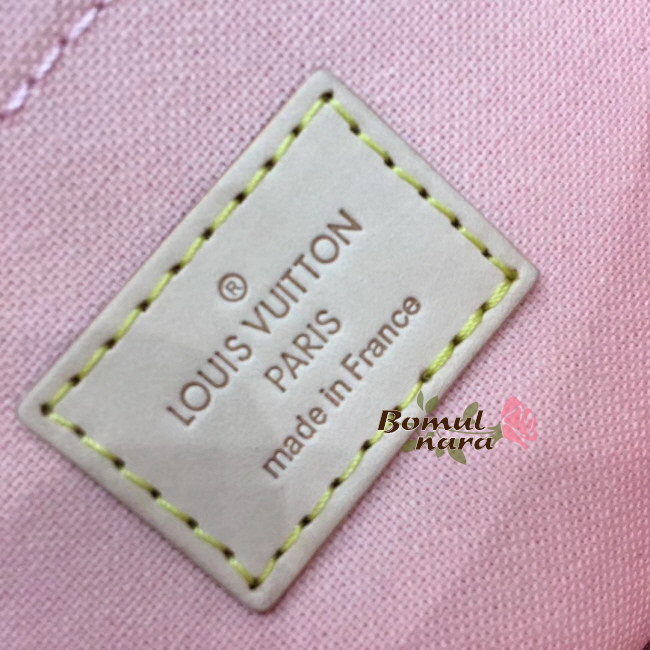 ®
LOUIS VUITTON
PARIS
made in France
Bomul
nara